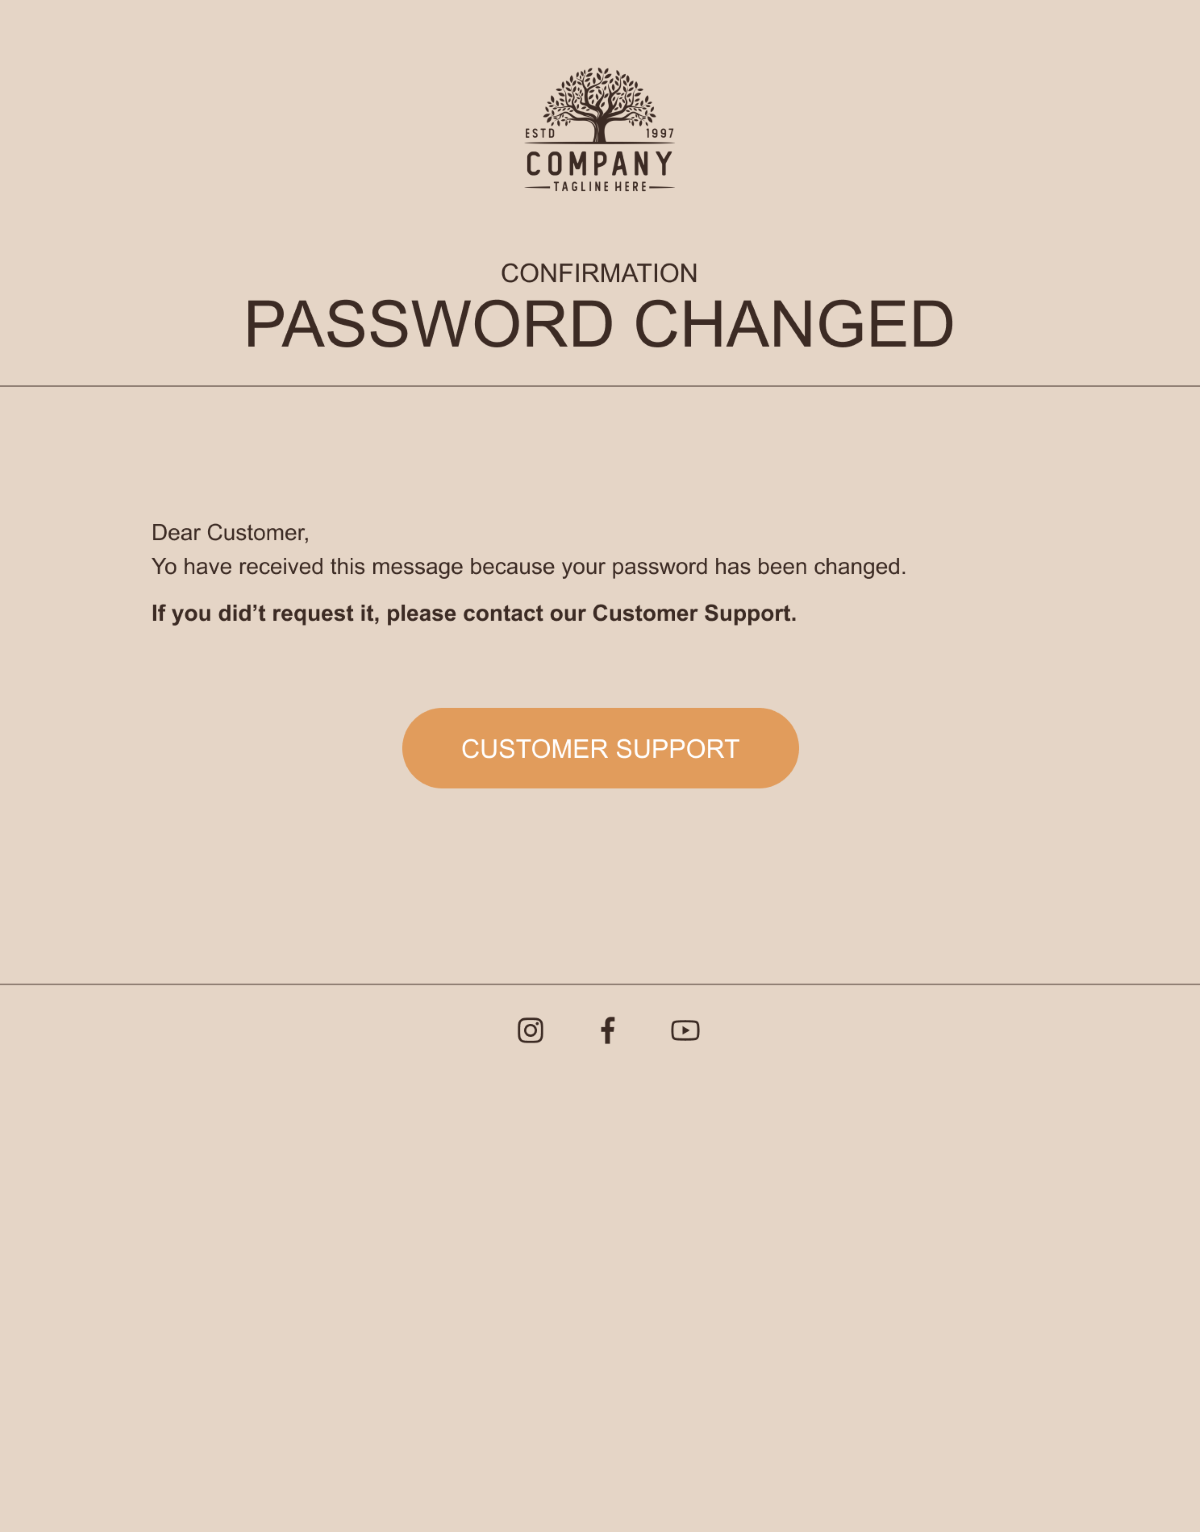 ESTD 1997
COMPANY
TAGLINE HERE
CONFIRMATION
PASSWORD CHANGED
Dear Customer,
Yo have received this message because your password has been changed.
If you did’t request it, please contact our Customer Support.
CUSTOMER SUPPORT